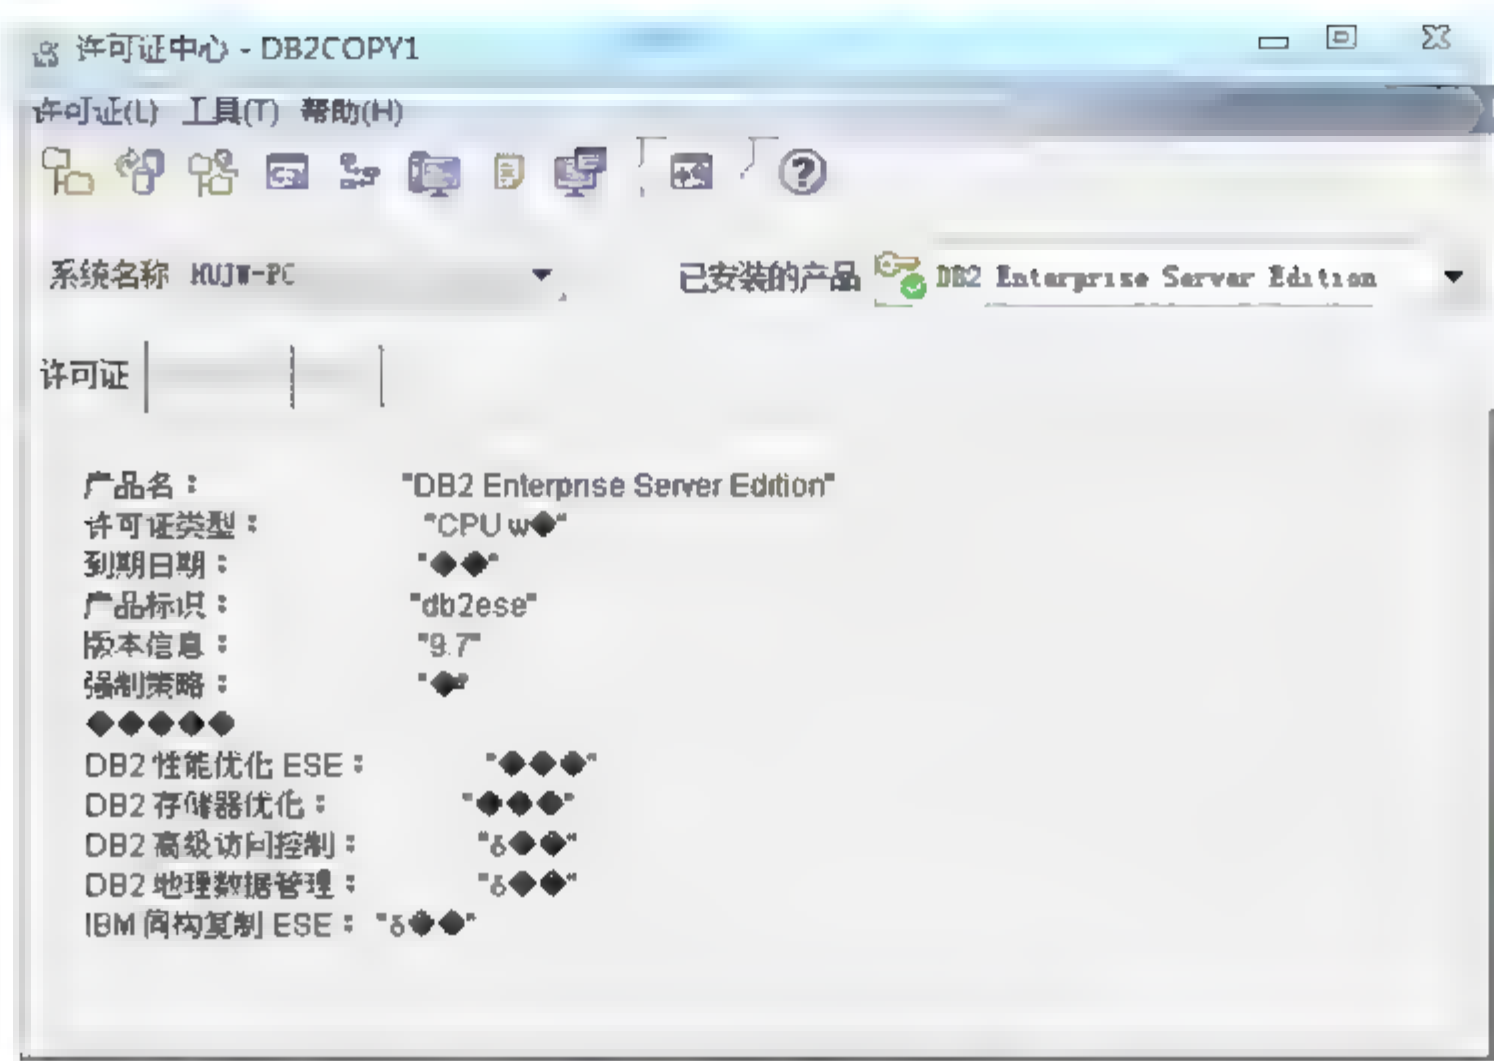 许可证中心 - DB2COPY1
许可证(L) 工具(T) 帮助(H)
系统名称 HUJW-PC 已安装的产品 DB2 Enterprise Server Edition
许可证
产品名: "DB2 Enterprise Server Edition"
许可证类型: "CPU w�"
到期日期: "��"
产品标识: "db2ese"
版本信息: "9.7"
强制策略: "�"
�����
DB2 性能优化 ESE: "���"
DB2 存储器优化: "���"
DB2 高级访问控制: "δ��"
DB2 地理数据管理: "δ��"
IBM 同构复制 ESE: "δ��"